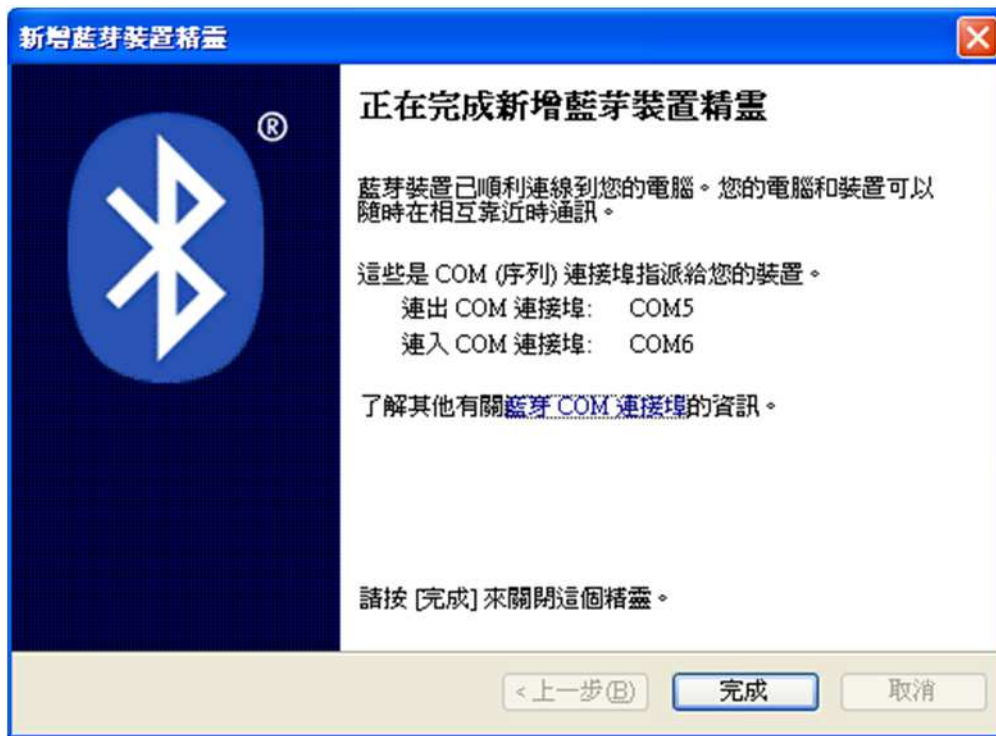 新增藍芽裝置精靈
®
正在完成新增藍芽裝置精靈
藍芽裝置已順利連線到您的電腦。您的電腦和裝置可以
隨時在相互靠近時通訊。
這些是 COM (序列) 連接埠指派給您的裝置。
連出 COM 連接埠: COM5
連入 COM 連接埠: COM6
了解其他有關藍芽 COM 連接埠的資訊。
請按 [完成] 來關閉這個精靈。
< 上一步(B) 完成 取消